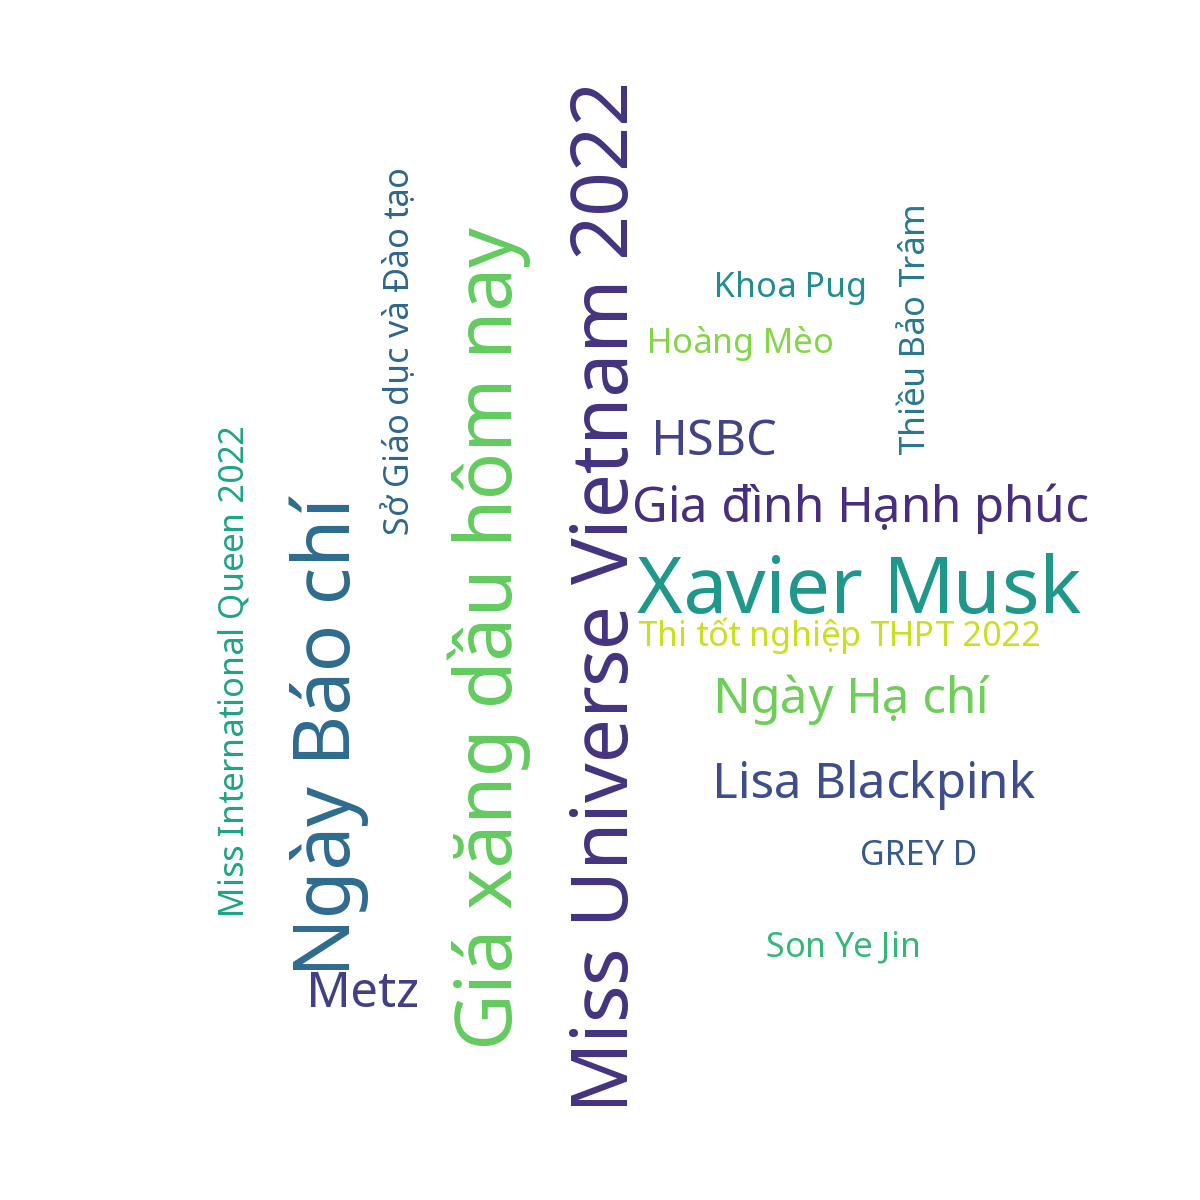 Miss International Queen 2022
Ngày Báo chí
Metz
Sở Giáo dục và Đào tạo
Giá xăng dầu hôm nay
Miss Universe Vietnam 2022
Khoa Pug
Hoàng Mèo
Thiều Bảo Trâm
HSBC
Gia đình Hạnh phúc
Xavier Musk
Thi tốt nghiệp THPT 2022
Ngày Hạ chí
Lisa Blackpink
GREY D
Son Ye Jin